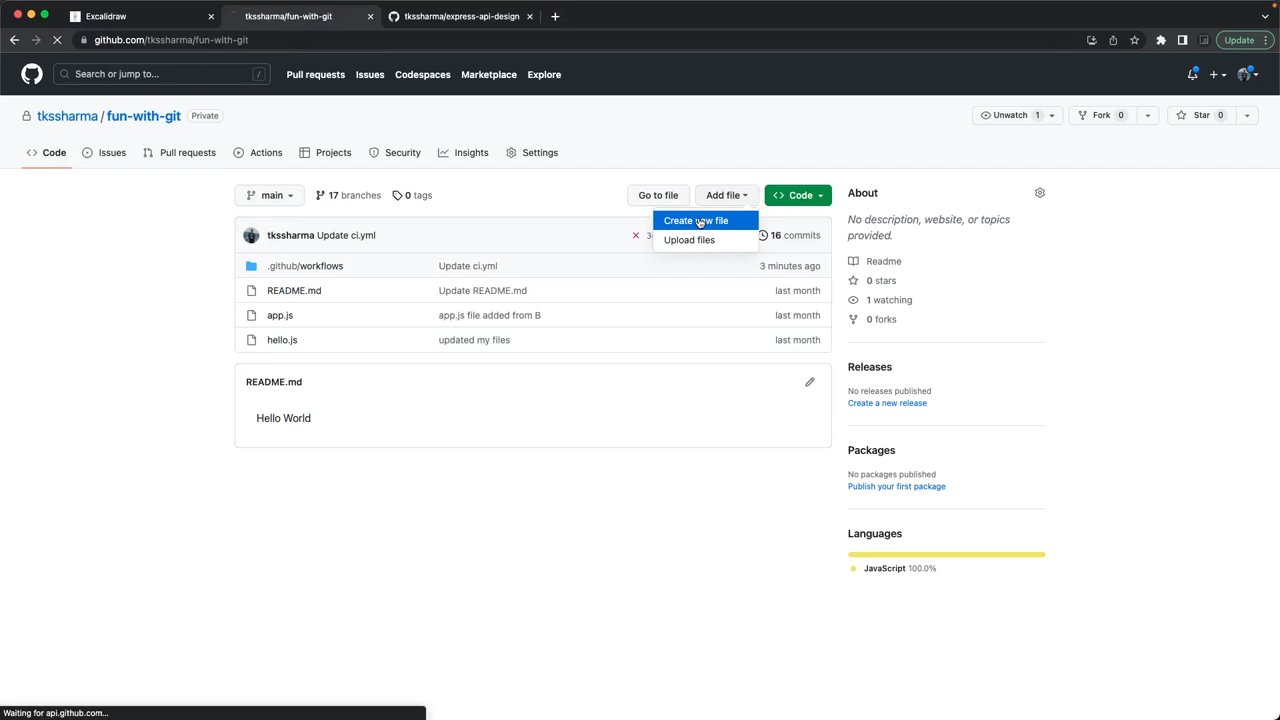 Excalidraw
tkssharma/fun-with-git
tkssharma/express-api-design
github.com/tkssharma/fun-with-git
Update
Search or jump to...
/
Pull requests
Issues
Codespaces
Marketplace
Explore
tkssharma / fun-with-git
Private
Unwatch 1
Fork 0
Star 0
Code
Issues
Pull requests
Actions
Projects
Security
Insights
Settings
main
17 branches
0 tags
Go to file
Add file
Code
Create new file
Upload files
tkssharma Update ci.yml
16 commits
.github/workflows
Update ci.yml
3 minutes ago
README.md
Update README.md
last month
app.js
app.js file added from B
last month
hello.js
updated my files
last month
README.md
Hello World
About
No description, website, or topics
provided.
Readme
0 stars
1 watching
0 forks
Releases
No releases published
Create a new release
Packages
No packages published
Publish your first package
Languages
JavaScript 100.0%
Waiting for api.github.com...